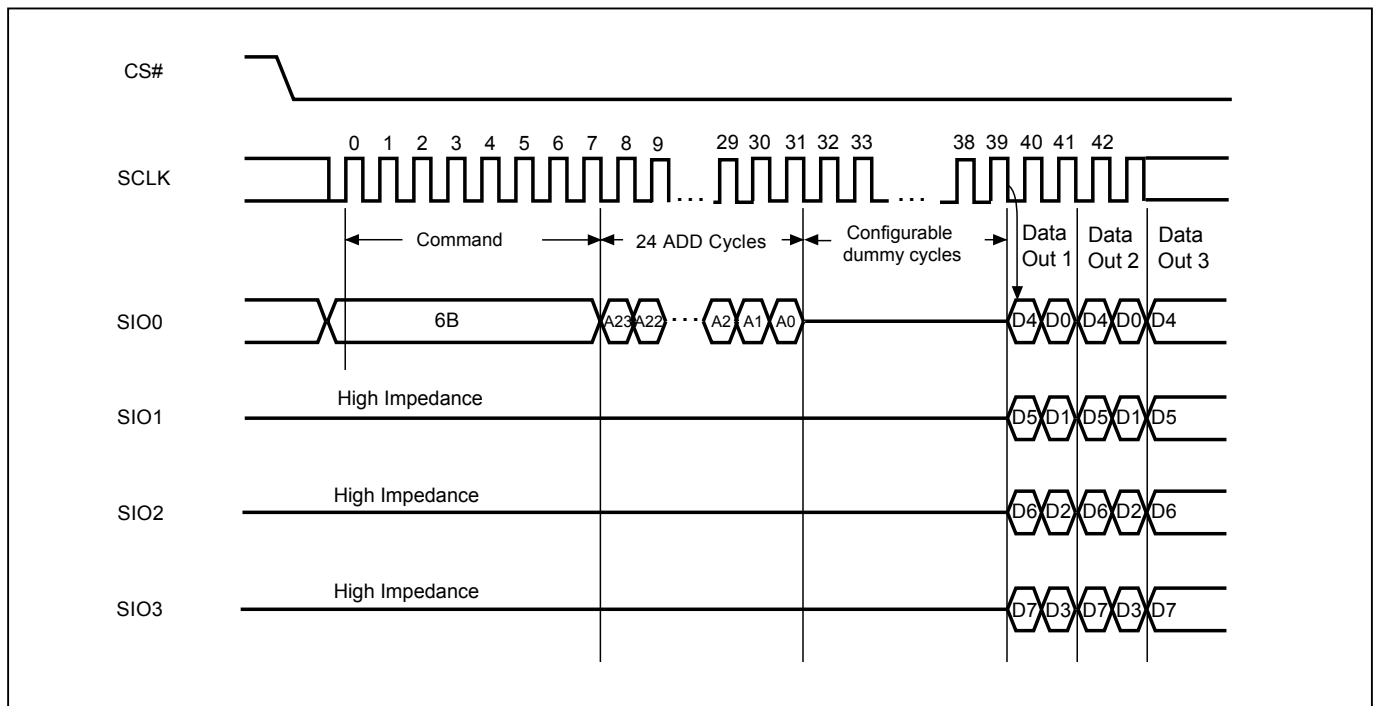 CS#
0 1 2 3 4 5 6 7 8 9 29 30 31 32 33 38 39 40 41 42
SCLK
... ...
Command 24 ADD Cycles Configurable dummy cycles Data Out 1 Data Out 2 Data Out 3
SIO0 6B A23 A22 ... A2 A1 A0 D4 D0 D4 D0 D4
High Impedance
SIO1 D5 D1 D5 D1 D5
High Impedance
SIO2 D6 D2 D6 D2 D6
High Impedance
SIO3 D7 D3 D7 D3 D7